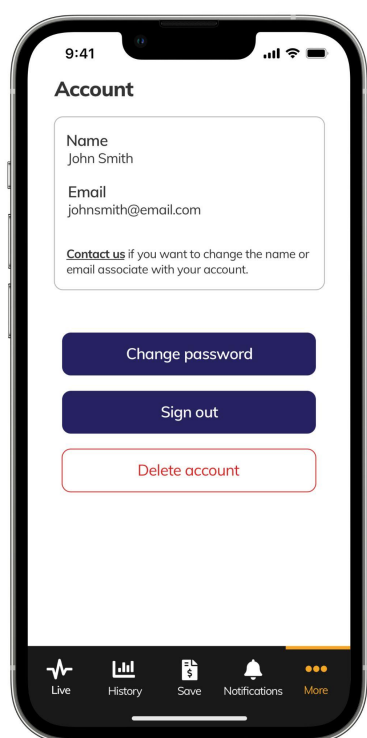 9:41
Account
Name
John Smith
Email
johnsmith@email.com
Contact us if you want to change the name or
email associate with your account.
Change password
Sign out
Delete account
Live History Save Notifications More